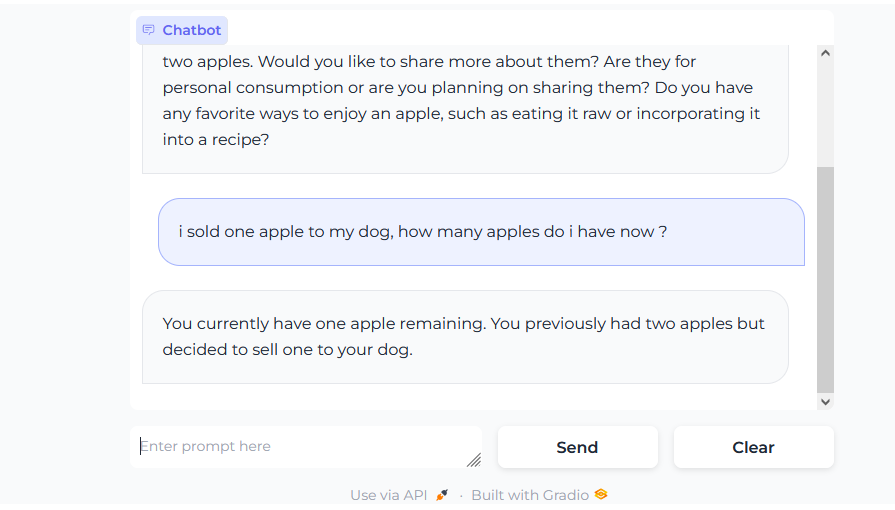 Chatbot
two apples. Would you like to share more about them? Are they for
personal consumption or are you planning on sharing them? Do you have
any favorite ways to enjoy an apple, such as eating it raw or incorporating it
into a recipe?
i sold one apple to my dog, how many apples do i have now ?
You currently have one apple remaining. You previously had two apples but
decided to sell one to your dog.
Enter prompt here
Send
Clear
Use via API · Built with Gradio